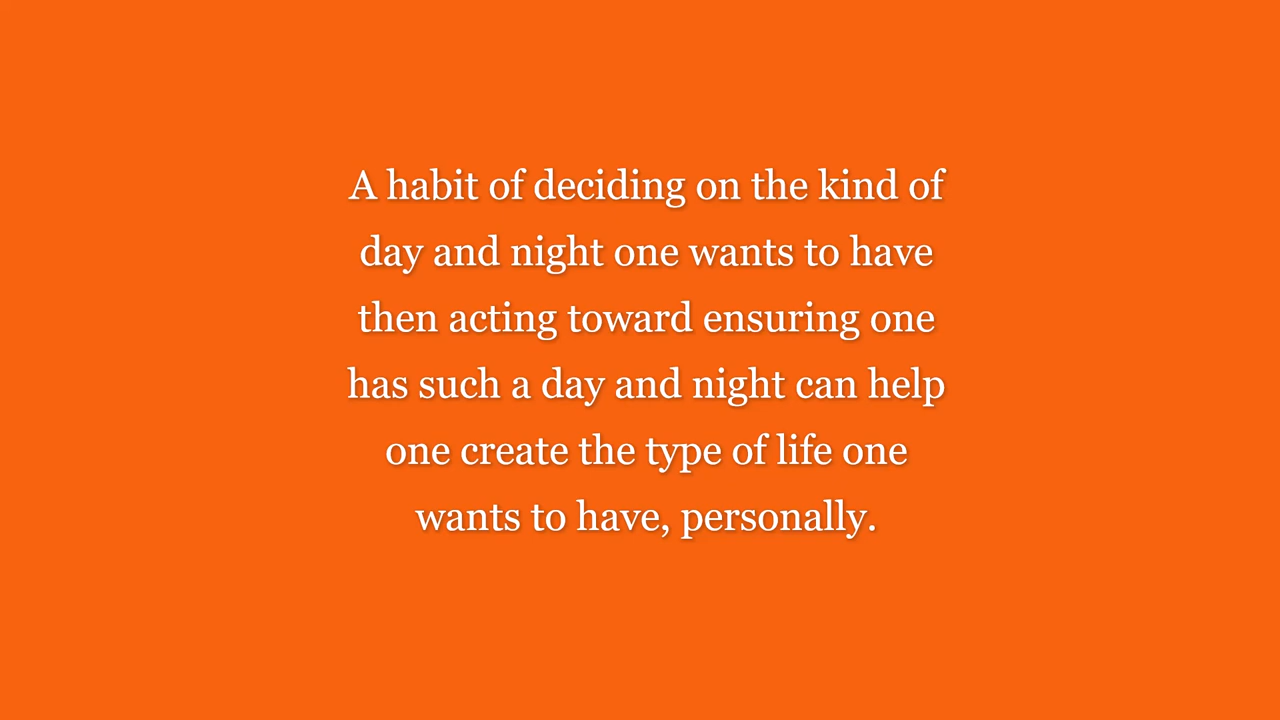 A habit of deciding on the kind of
day and night one wants to have
then acting toward ensuring one
has such a day and night can help
one create the type of life one
wants to have, personally.